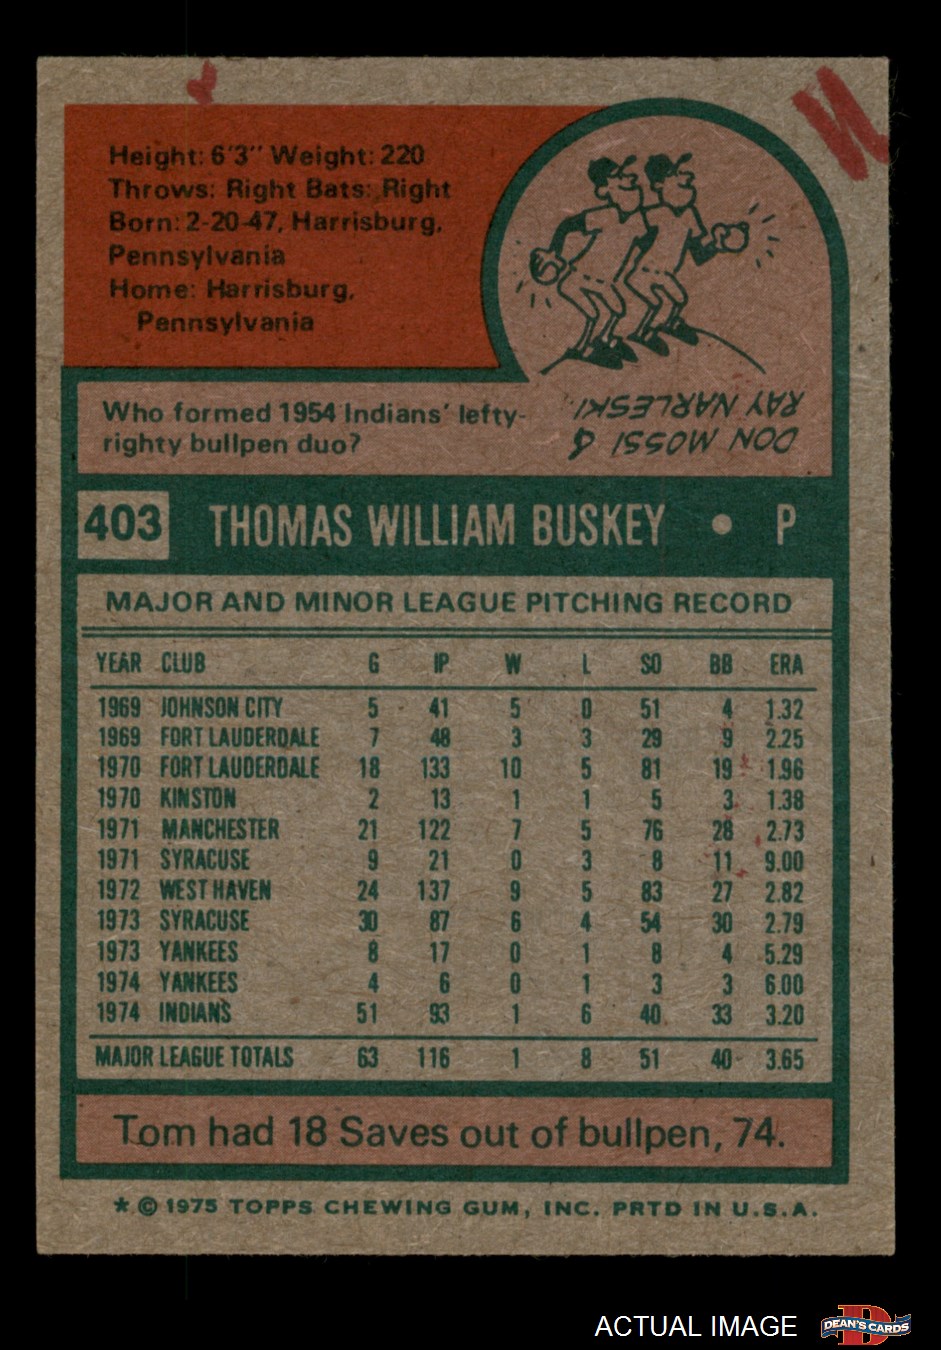 Height: 6'3" Weight: 220
Throws: Right Bats: Right
Born: 2-20-47, Harrisburg,
Pennsylvania
Home: Harrisburg,
Pennsylvania
Who formed 1954 Indians' lefty-
righty bullpen duo?
DON MOSSI &
RAY NARLESKI
403 THOMAS WILLIAM BUSKEY • P
MAJOR AND MINOR LEAGUE PITCHING RECORD
YEAR CLUB G IP W L SO BB ERA
1969 JOHNSON CITY 5 41 5 0 51 4 1.32
1969 FORT LAUDERDALE 7 48 3 3 29 9 2.25
1970 FORT LAUDERDALE 18 133 10 5 81 19 1.96
1970 KINSTON 2 13 1 1 5 3 1.38
1971 MANCHESTER 21 122 7 5 76 28 2.73
1971 SYRACUSE 9 21 0 3 8 11 9.00
1972 WEST HAVEN 24 137 9 5 83 27 2.82
1973 SYRACUSE 30 87 6 4 54 30 2.79
1973 YANKEES 8 17 0 1 8 4 5.29
1974 YANKEES 4 6 0 1 3 3 6.00
1974 INDIANS 51 93 1 6 40 33 3.20
MAJOR LEAGUE TOTALS 63 116 1 8 51 40 3.65
Tom had 18 Saves out of bullpen, 74.
* © 1975 TOPPS CHEWING GUM, INC. PRTD IN U.S.A.
ACTUAL IMAGE
D
DEAN'S CARDS